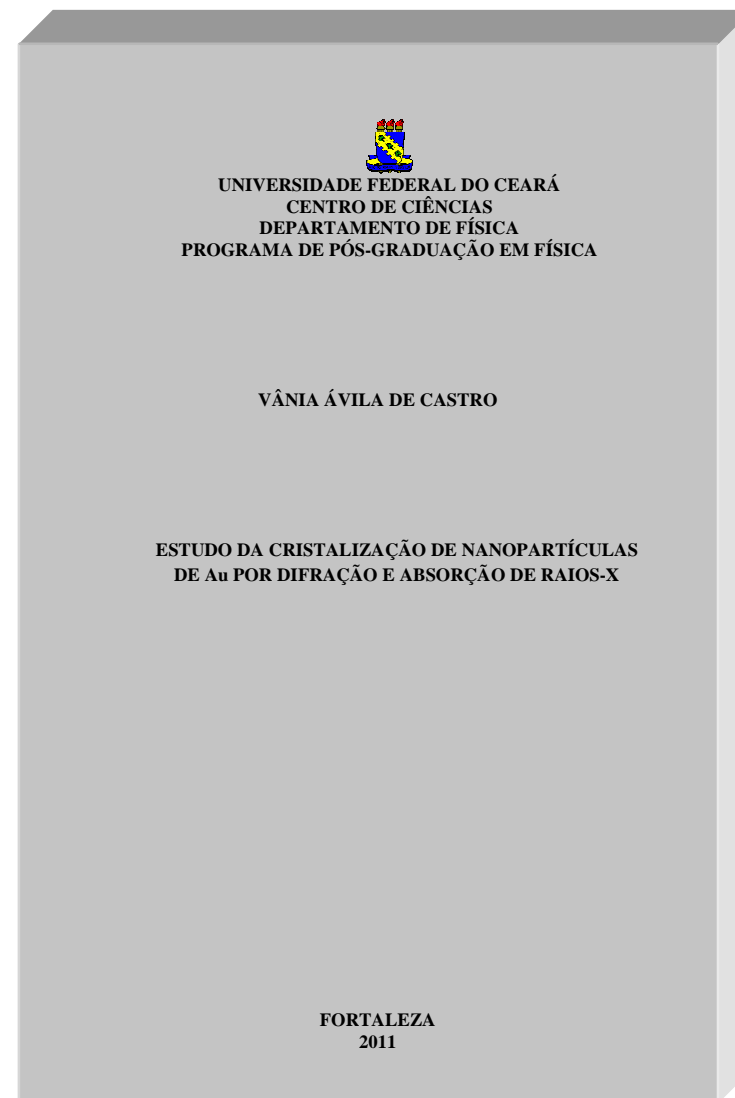 UNIVERSIDADE FEDERAL DO CEARÁ
CENTRO DE CIÊNCIAS
DEPARTAMENTO DE FÍSICA
PROGRAMA DE PÓS-GRADUAÇÃO EM FÍSICA
VÂNIA ÁVILA DE CASTRO
ESTUDO DA CRISTALIZAÇÃO DE NANOPARTÍCULAS
DE Au POR DIFRAÇÃO E ABSORÇÃO DE RAIOS-X
FORTALEZA
2011